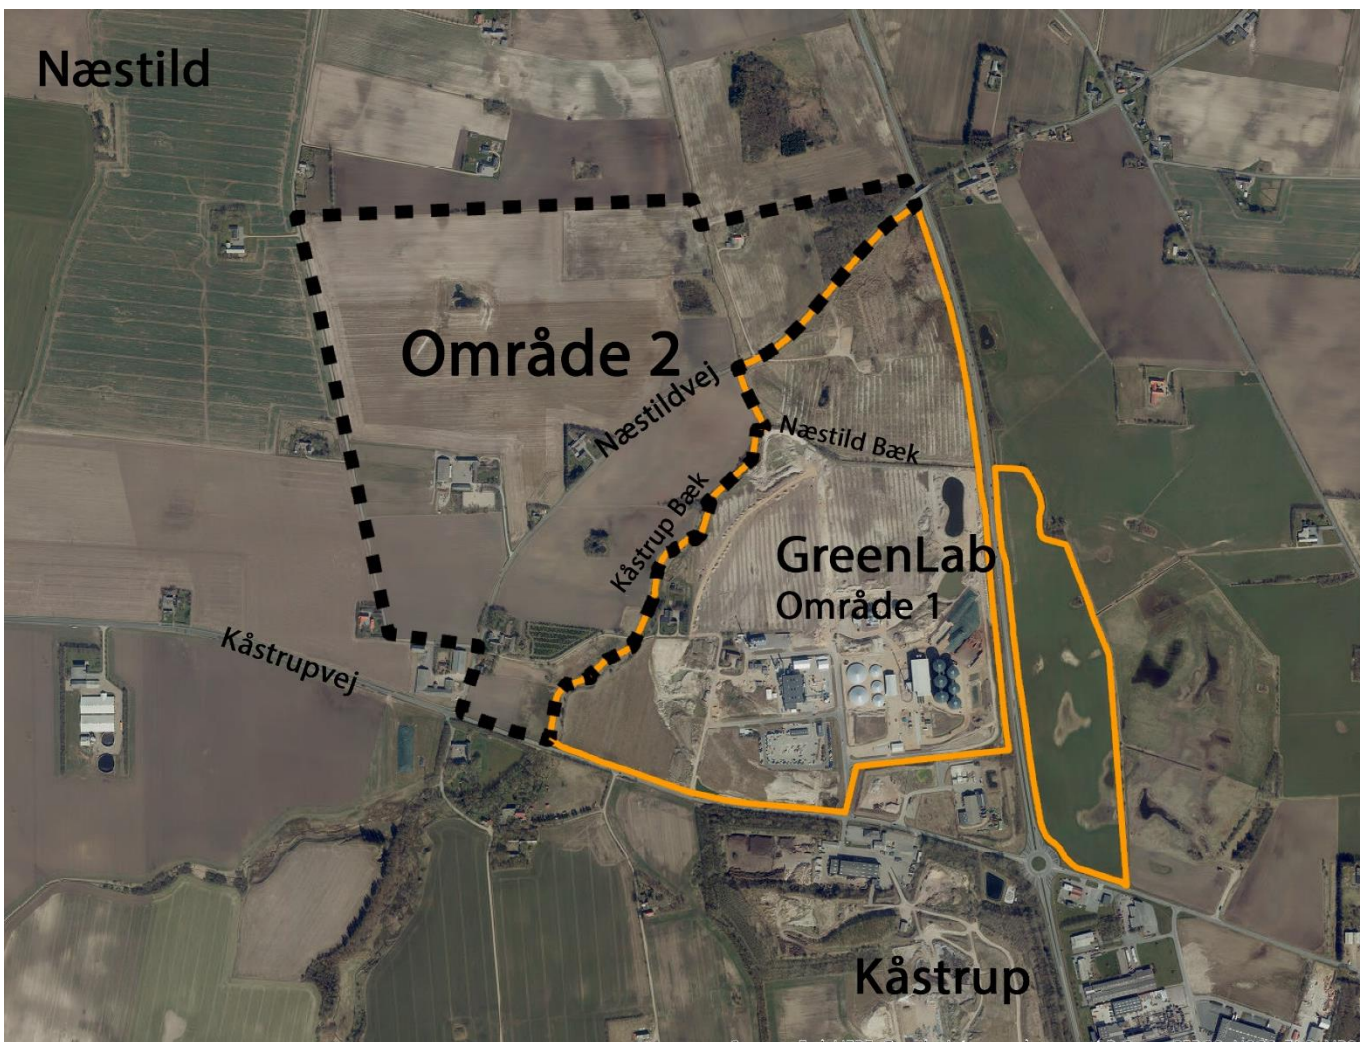 Næstild
Område 2
Næstildvej
Næstild Bæk
Kåstrup Bæk
GreenLab
Område 1
Kåstrupvej
Kåstrup